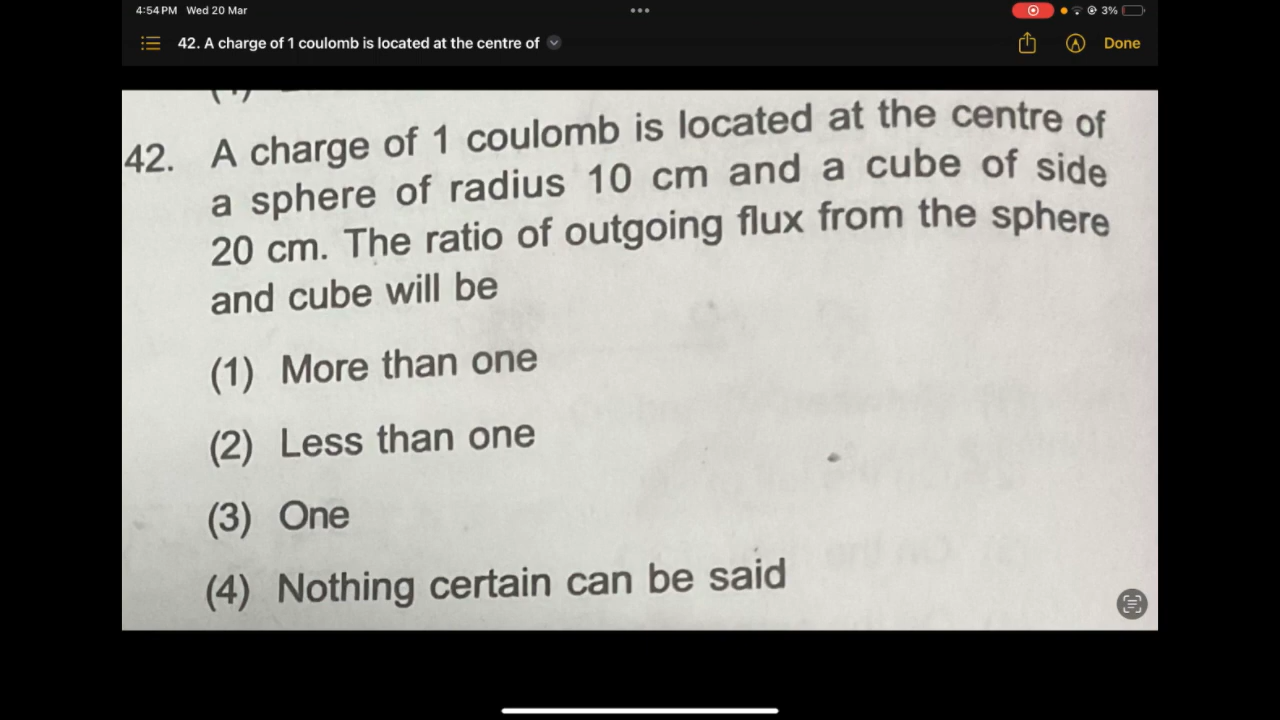 4:54 PM Wed 20 Mar
3%
42. A charge of 1 coulomb is located at the centre of
Done
42. A charge of 1 coulomb is located at the centre of
a sphere of radius 10 cm and a cube of side
20 cm. The ratio of outgoing flux from the sphere
and cube will be
(1) More than one
(2) Less than one
(3) One
(4) Nothing certain can be said